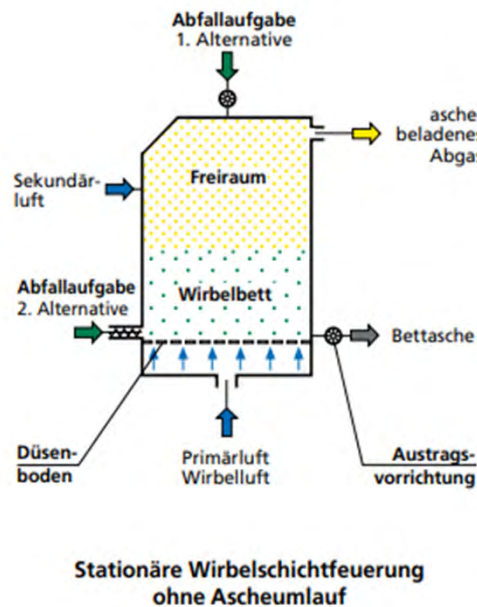 Abfallaufgabe
1. Alternative
asche-
beladenes
Abgas
Freiraum
Sekundär-
luft
Abfallaufgabe
2. Alternative
Wirbelbett
Bettasche
Düsen-
boden
Primärluft
Wirbelluft
Austrags-
vorrichtung
Stationäre Wirbelschichtfeuerung
ohne Ascheumlauf